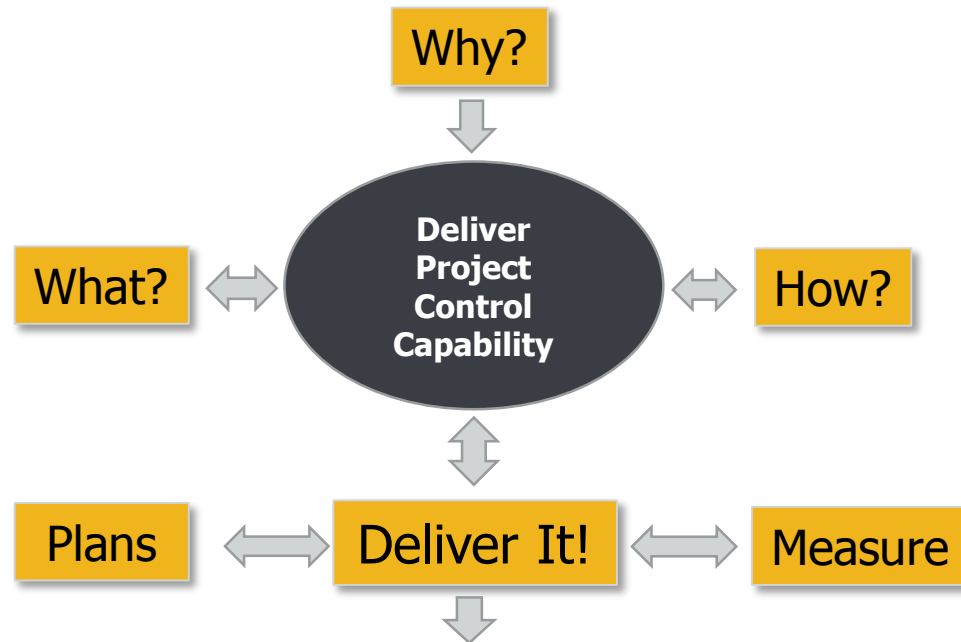 Why?
Deliver
Project
Control
Capability
What?
How?
Plans
Deliver It!
Measure